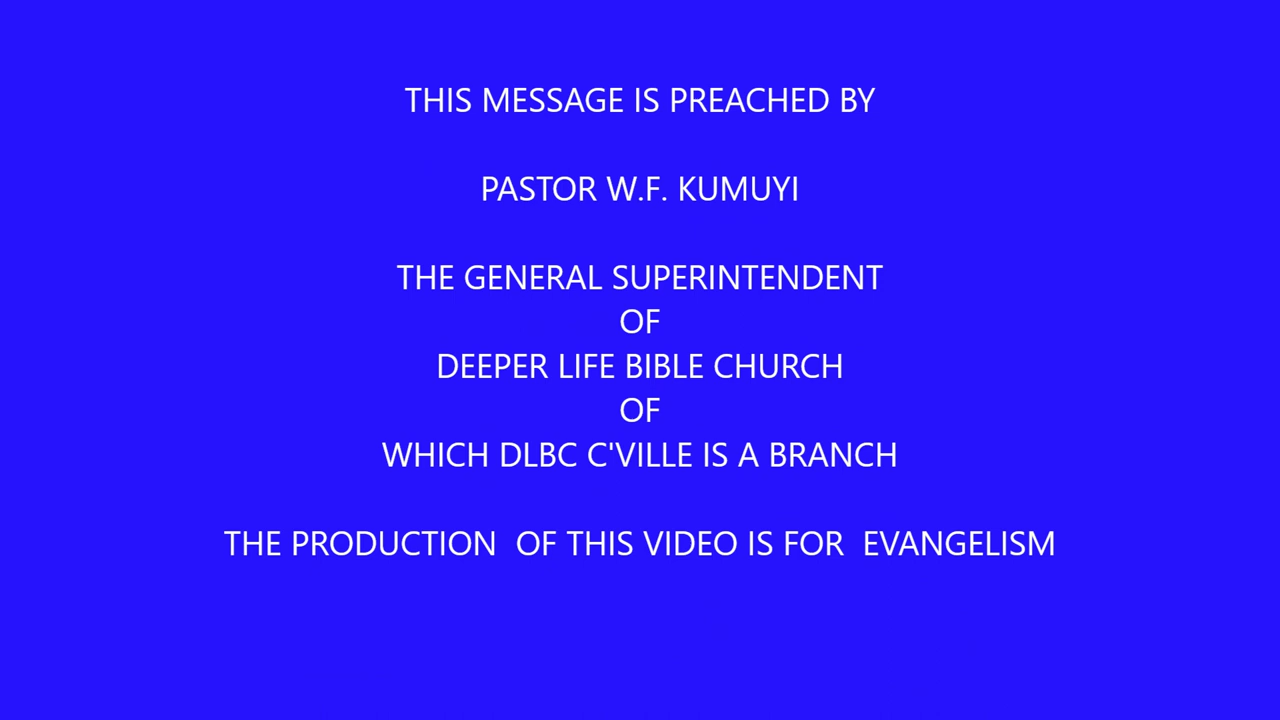 THIS MESSAGE IS PREACHED BY
PASTOR W.F. KUMUYI
THE GENERAL SUPERINTENDENT
OF
DEEPER LIFE BIBLE CHURCH
OF
WHICH DLBC C'VILLE IS A BRANCH
THE PRODUCTION  OF THIS VIDEO IS FOR  EVANGELISM